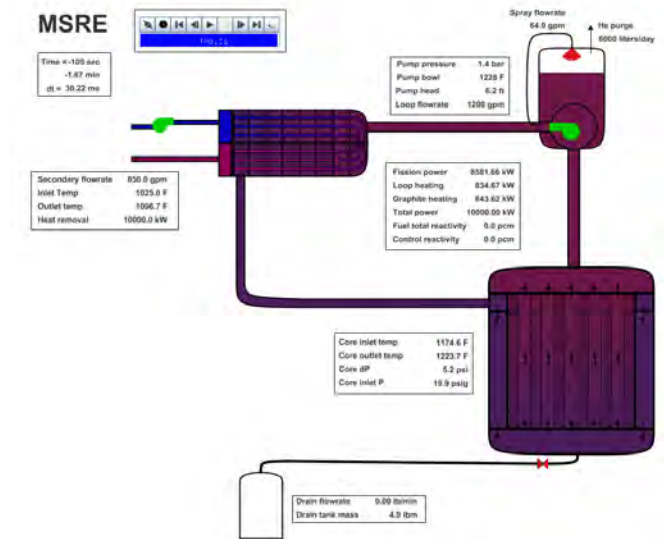 MSRE
Spray flowrate
64.9 gpm
He purge
6000 liters/day
Time =-100 sec
-1.67 min
dt = 30.22 ms
Pump pressure 1.4 bar
Pump bowl 1228 F
Pump head 6.2 ft
Loop flowrate 1200 gpm
Secondery flowrate 850.0 gpm
Inlet Temp 1025.0 F
Outlet temp 1096.7 F
Heat removal 10000.0 kW
Fission power 8581.66 kW
Loop heating 834.67 kW
Graphite heating 643.62 kW
Total power 10000.00 kW
Fuel total reactivity 0.0 pcm
Control reactivity 0.0 pcm
Core inlet temp 1174.6 F
Core outlet temp 1223.7 F
Core dP 5.2 psi
Core inlet P 19.9 psig
Drain flowrate 0.00 lb/min
Drain tank mass 4.9 lbm